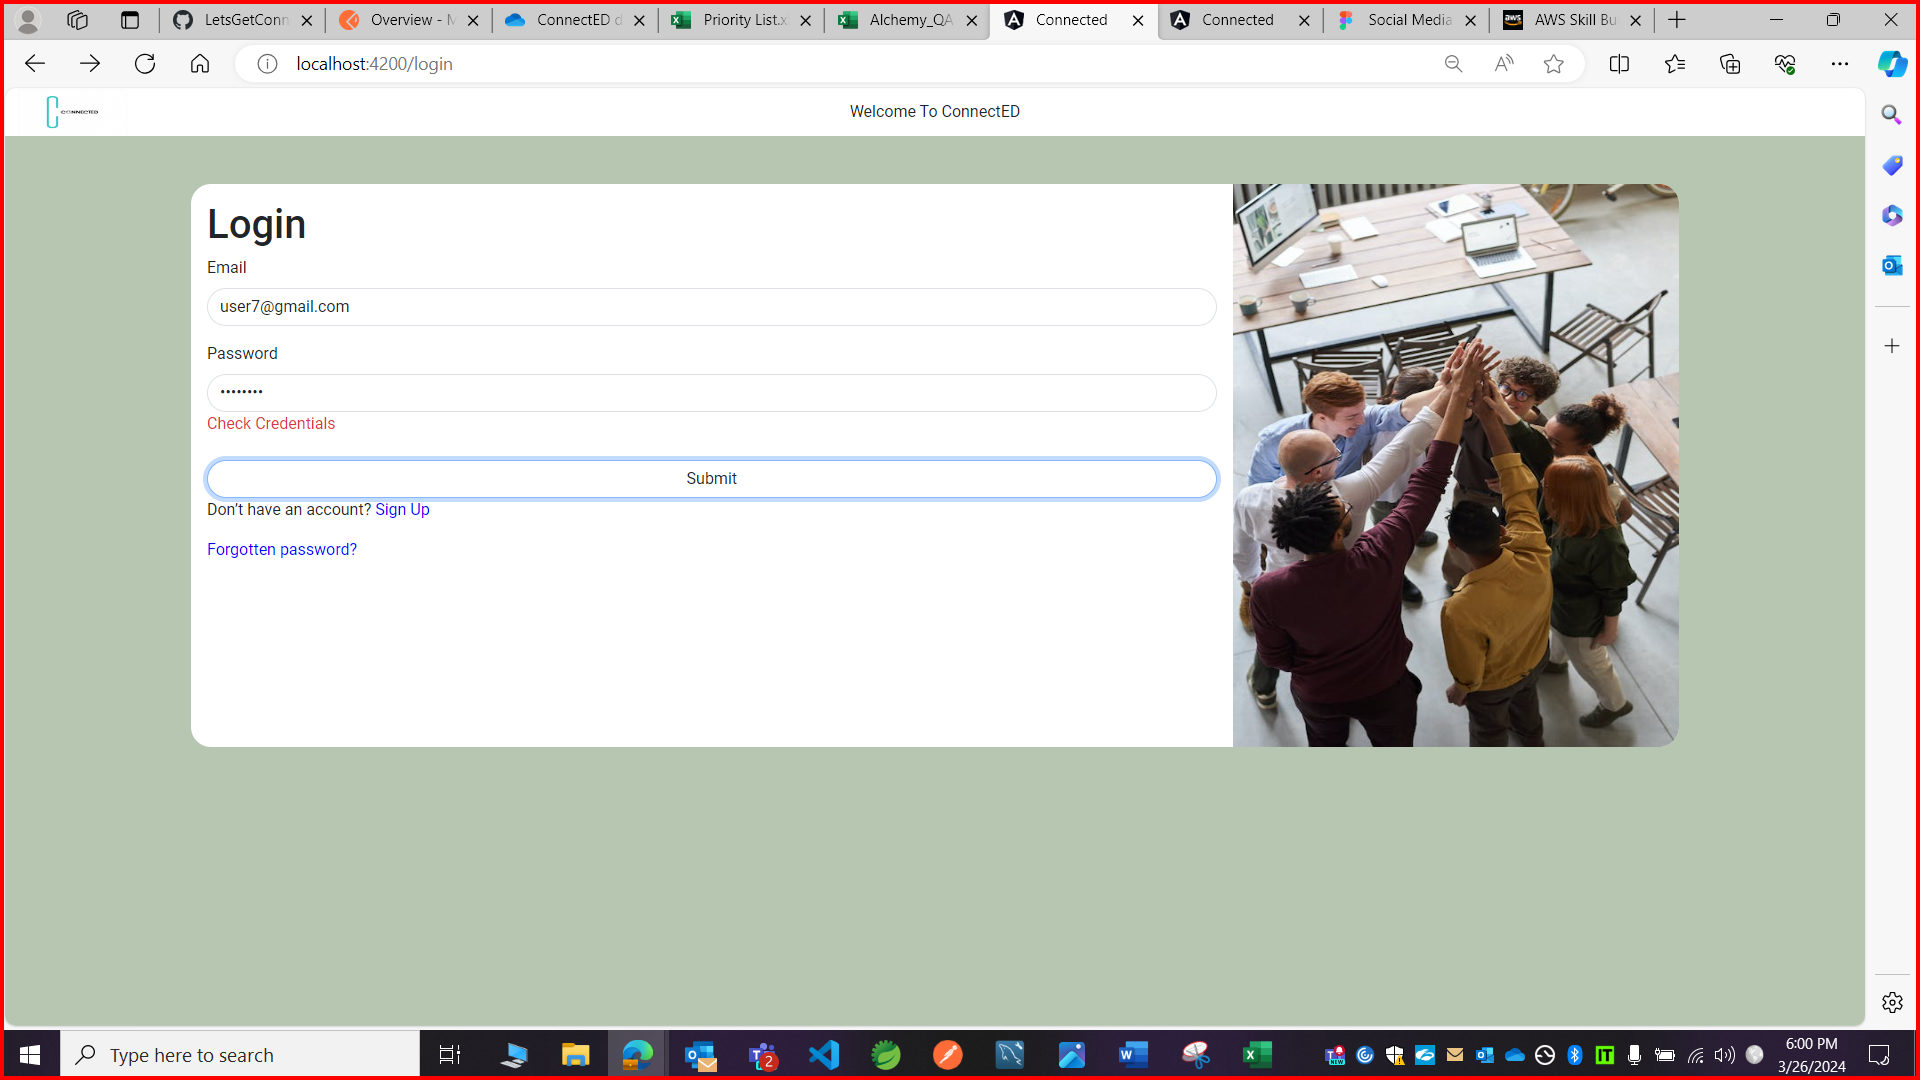 LetsGetConn
Overview - M
ConnectED d
Priority List.x
Alchemy_QA
Connected
Connected
Social Media
AWS Skill Bu
localhost:4200/login
CONNECTED
Welcome To ConnectED
Login
Email
user7@gmail.com
Password
Check Credentials
Submit
Don't have an account? Sign Up
Forgotten password?
Type here to search
2
6:00 PM
3/26/2024